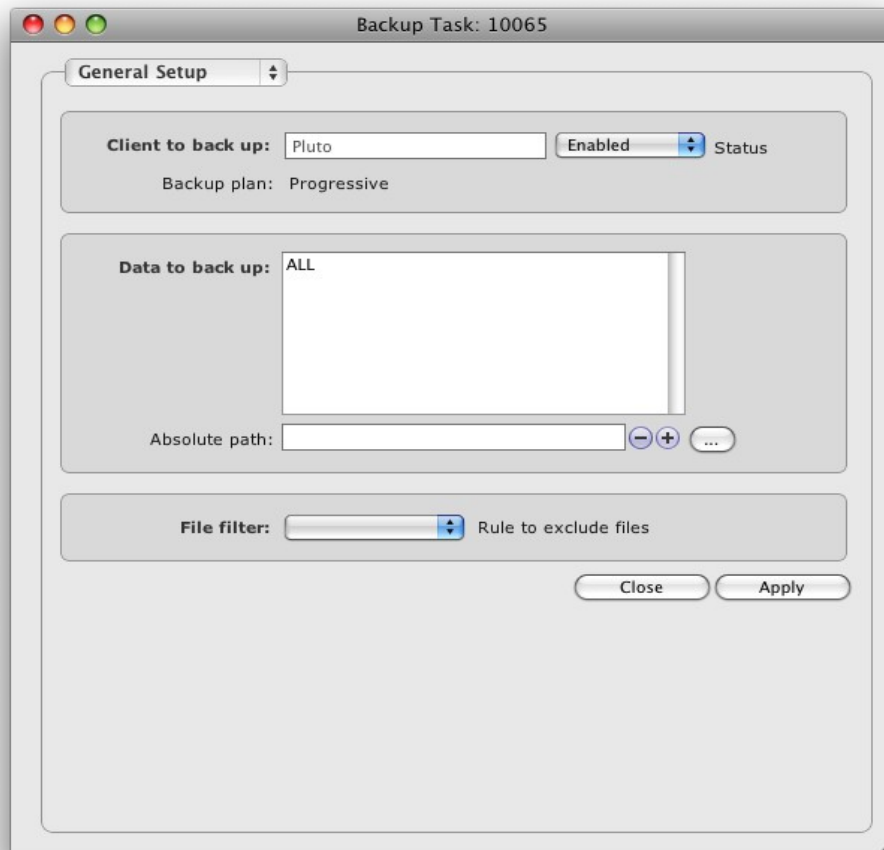 Backup Task: 10065
General Setup
Client to back up: Pluto Enabled Status
Backup plan: Progressive
Data to back up: ALL
Absolute path: ...
File filter: Rule to exclude files
Close Apply